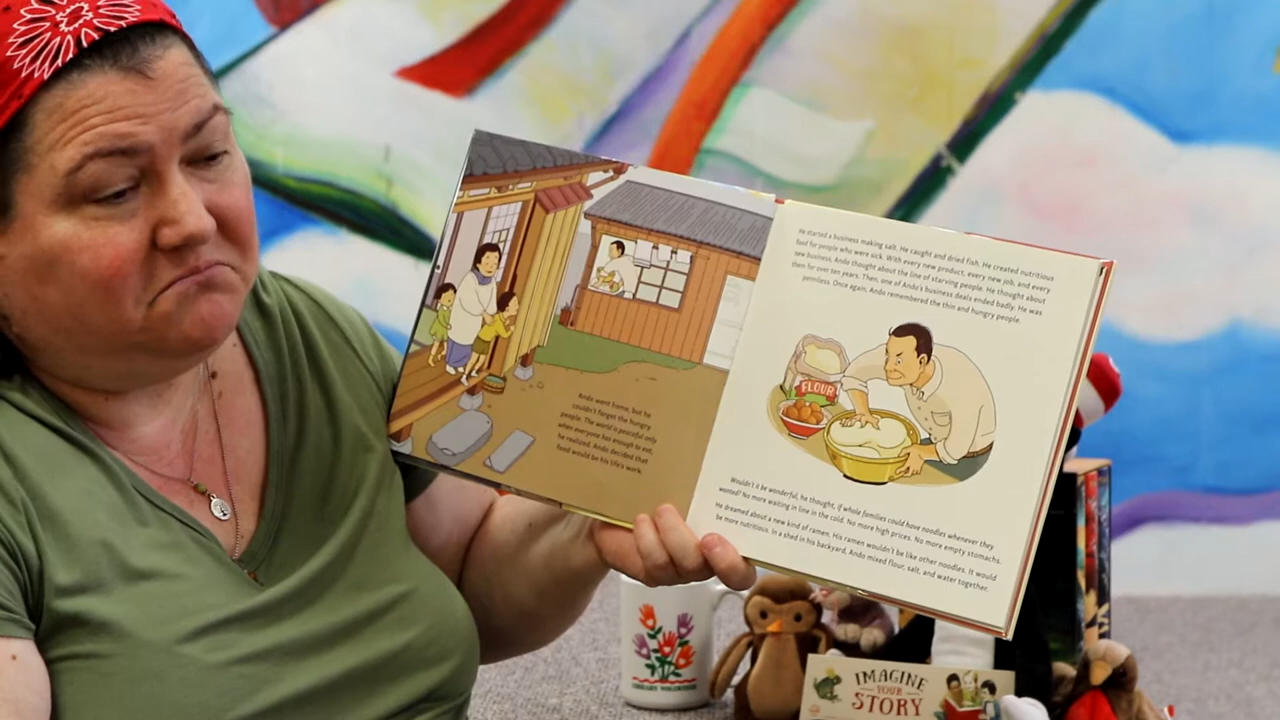 Ando went home, but he
couldn't forget the hungry
people. The world is peaceful only
when everyone has enough to eat,
he realized. Ando decided that
food would be his life's work.
He started a business making salt. He caught and dried fish. He created nutritious
food for people who were sick. With every new product, every new job, and every
new business, Ando thought about the line of starving people. He thought about
them for over ten years. Then, one of Ando's business deals ended badly. He was
penniless. Once again, Ando remembered the thin and hungry people.
FLOUR
Wouldn't it be wonderful, he thought, if whole families could have noodles whenever they
wanted? No more waiting in line in the cold. No more high prices. No more empty stomachs.
He dreamed about a new kind of ramen. His ramen wouldn't be like other noodles. It would
be more nutritious. In a shed in his backyard, Ando mixed flour, salt, and water together.
LIBRARY VOLUNTEER
IMAGINE
YOUR
STORY